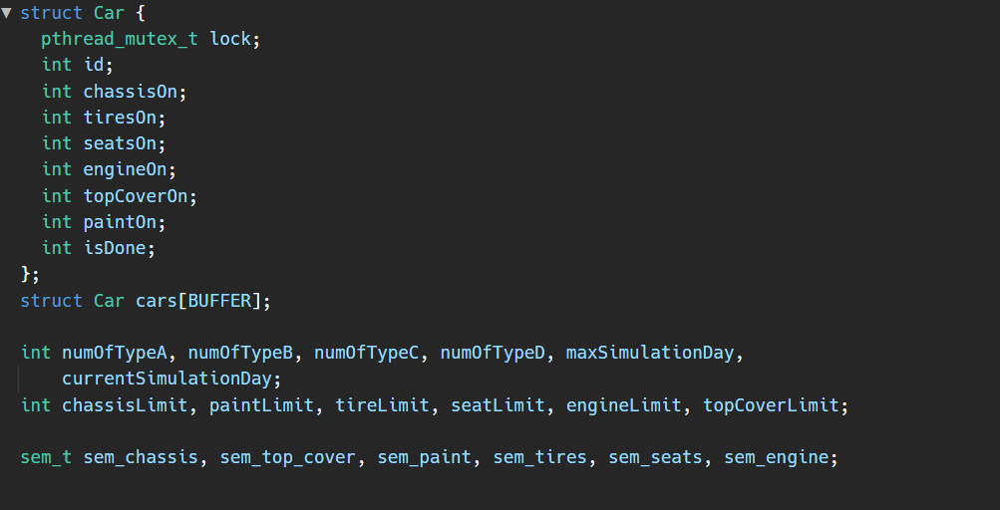 struct Car {
pthread_mutex_t lock;
int id;
int chassisOn;
int tiresOn;
int seatsOn;
int engineOn;
int topCoverOn;
int paintOn;
int isDone;
};
struct Car cars[BUFFER];
int numOfTypeA, numOfTypeB, numOfTypeC, numOfTypeD, maxSimulationDay,
currentSimulationDay;
int chassisLimit, paintLimit, tireLimit, seatLimit, engineLimit, topCoverLimit;
sem_t sem_chassis, sem_top_cover, sem_paint, sem_tires, sem_seats, sem_engine;